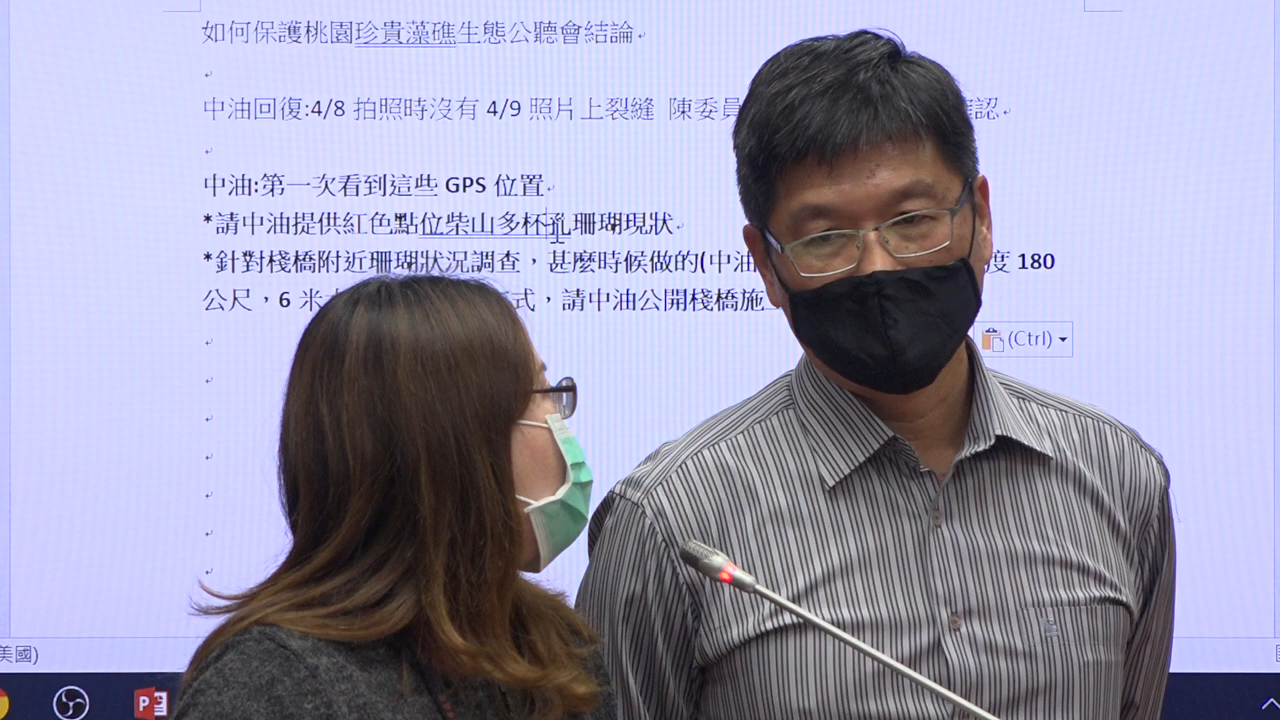 如何保護桃園珍貴藻礁生態公聽會結論
中油回復:4/8 拍照時沒有 4/9 照片上裂縫 陳委員 認
中油:第一次看到這些 GPS 位置
*請中油提供紅色點位柴山多杯孔珊瑚現狀
*針對棧橋附近珊瑚狀況調查，甚麼時候做的(中油 度 180
公尺，6 米 式，請中油公開棧橋施
(Ctrl)
美國)